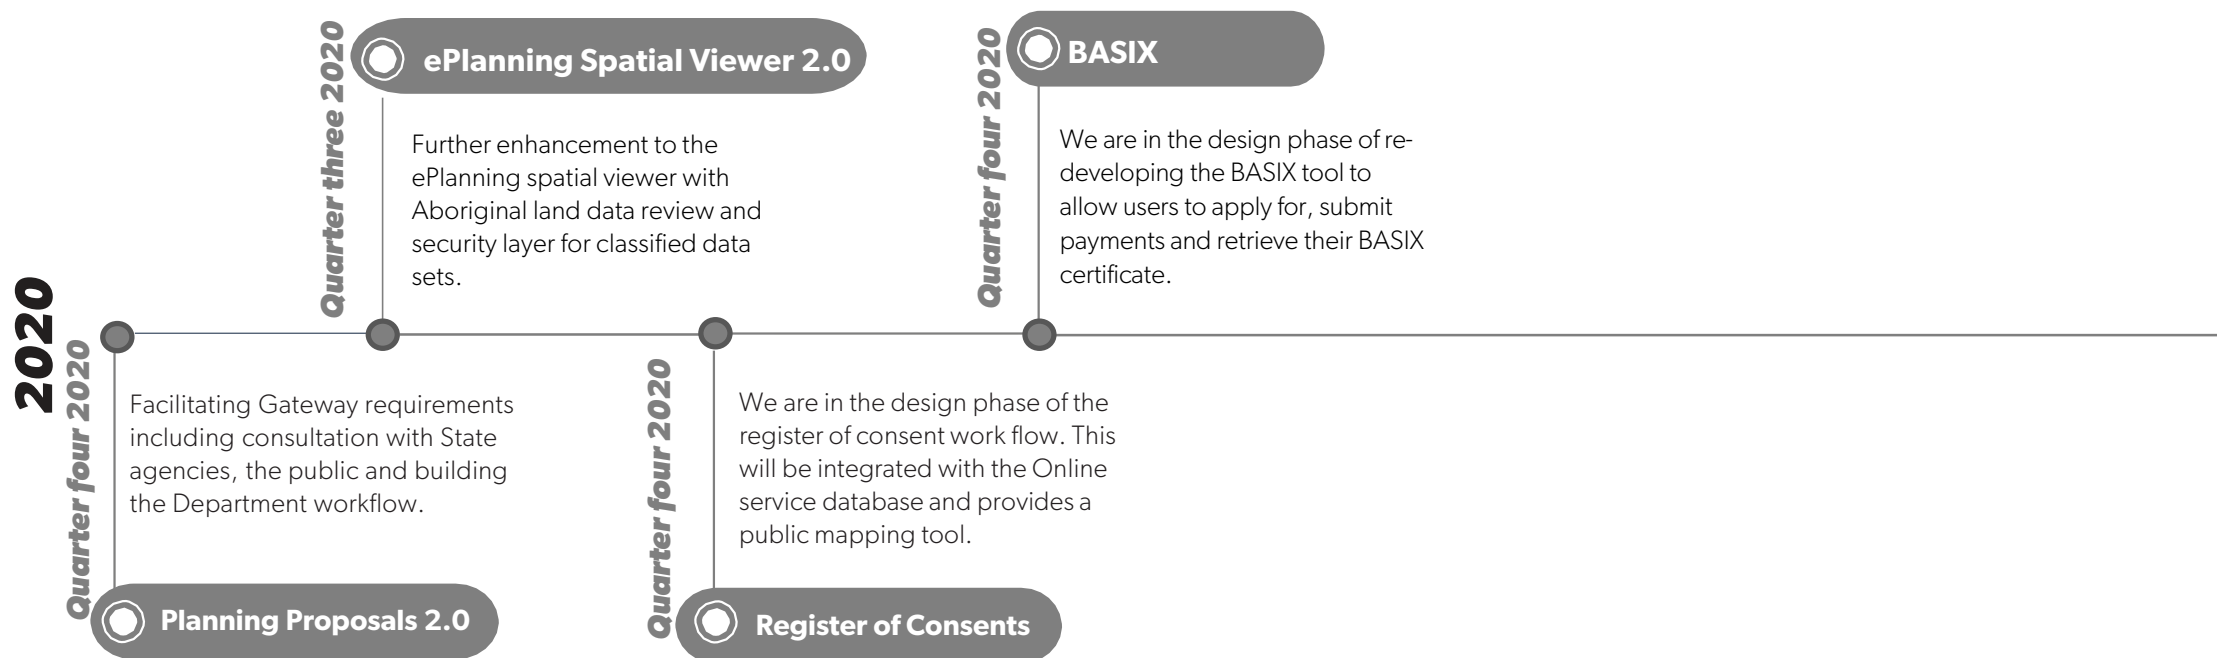 2020
Quarter three 2020
ePlanning Spatial Viewer 2.0
Further enhancement to the
ePlanning spatial viewer with
Aboriginal land data review and
security layer for classified data
sets.
Quarter four 2020
BASIX
We are in the design phase of re-
developing the BASIX tool to
allow users to apply for, submit
payments and retrieve their BASIX
certificate.
Quarter four 2020
Facilitating Gateway requirements
including consultation with State
agencies, the public and building
the Department workflow.
Planning Proposals 2.0
Quarter four 2020
We are in the design phase of the
register of consent work flow. This
will be integrated with the Online
service database and provides a
public mapping tool.
Register of Consents